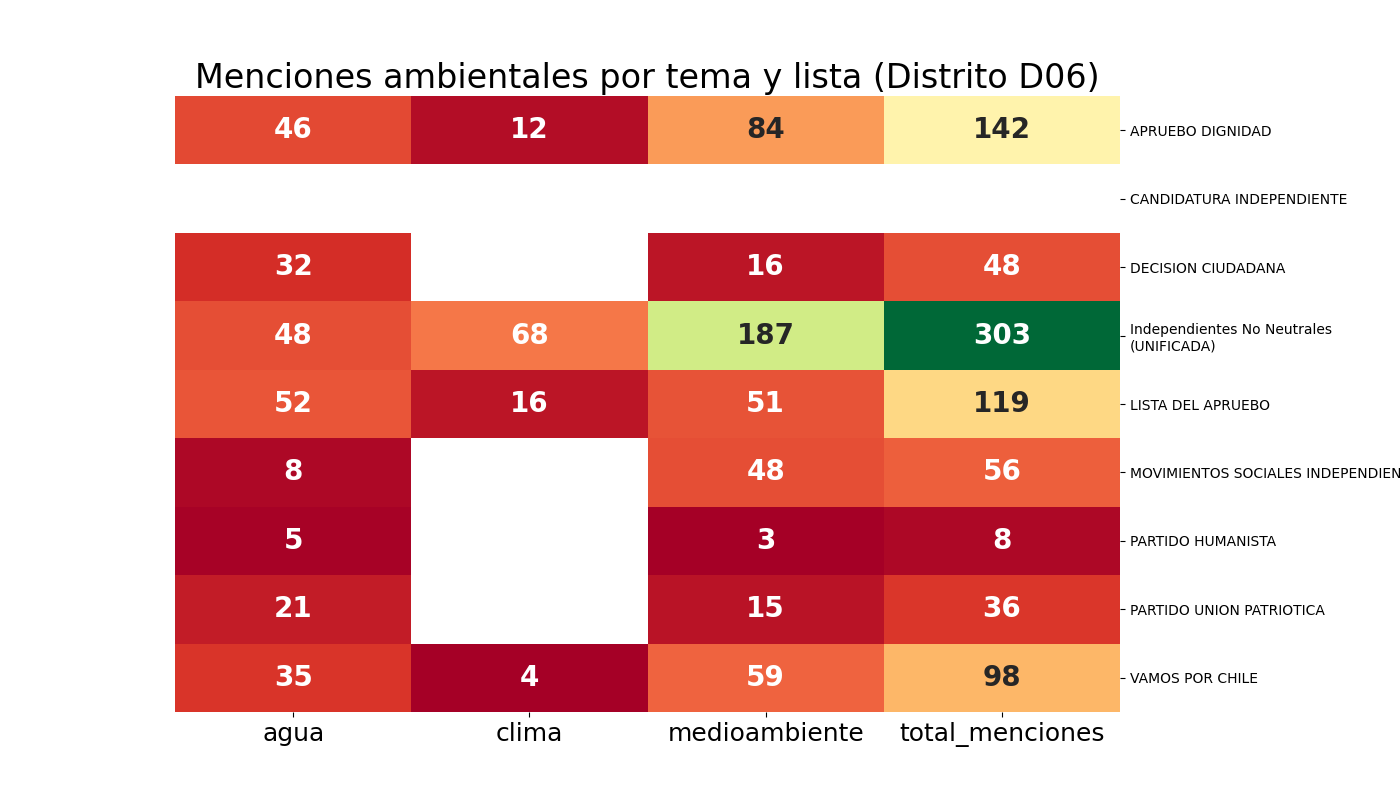 Menciones ambientales por tema y lista (Distrito D06)
46 12 84 142 APRUEBO DIGNIDAD
CANDIDATURA INDEPENDIENTE
32 16 48 DECISION CIUDADANA
48 68 187 303 Independientes No Neutrales
(UNIFICADA)
52 16 51 119 LISTA DEL APRUEBO
8 48 56 MOVIMIENTOS SOCIALES INDEPENDIEN
5 3 8 PARTIDO HUMANISTA
21 15 36 PARTIDO UNION PATRIOTICA
35 4 59 98 VAMOS POR CHILE
agua clima medioambiente total_menciones